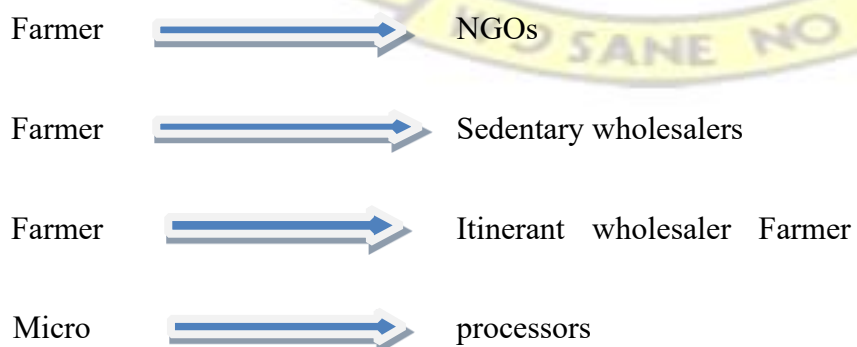 Farmer NGOs
SANE NO
Farmer Sedentary wholesalers
Farmer Itinerant wholesaler Farmer
Micro processors